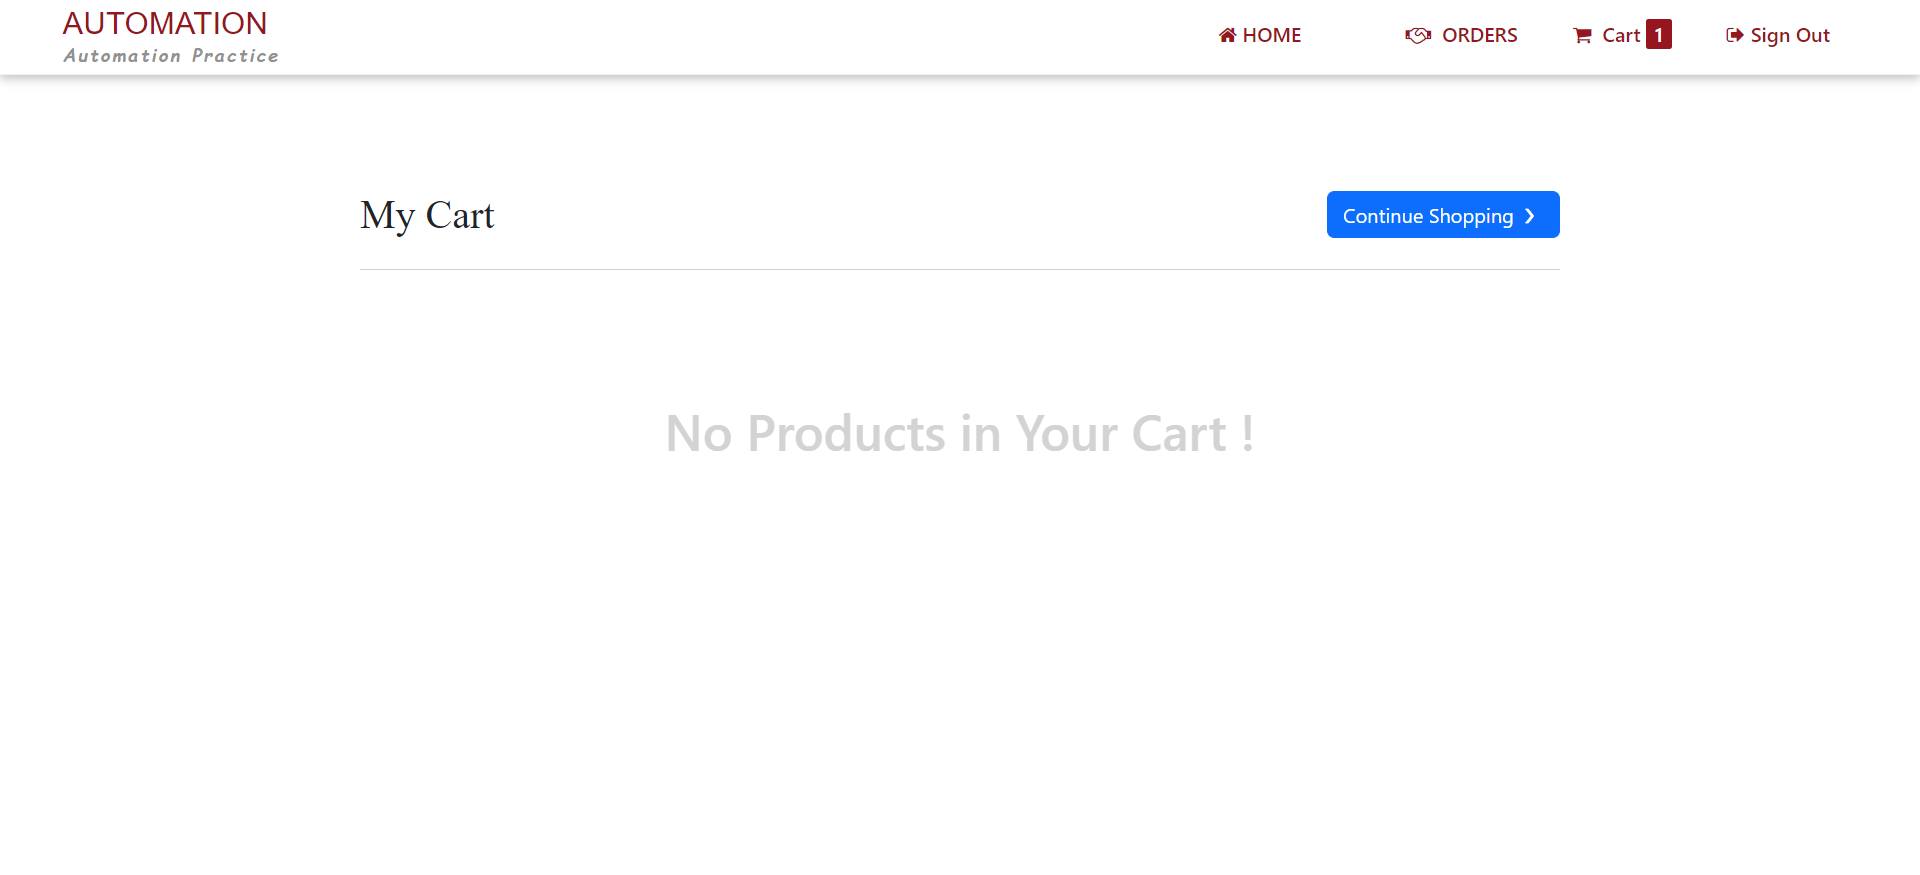 AUTOMATION
Automation Practice
HOME
ORDERS
Cart 1
Sign Out
My Cart
Continue Shopping ❯
No Products in Your Cart !